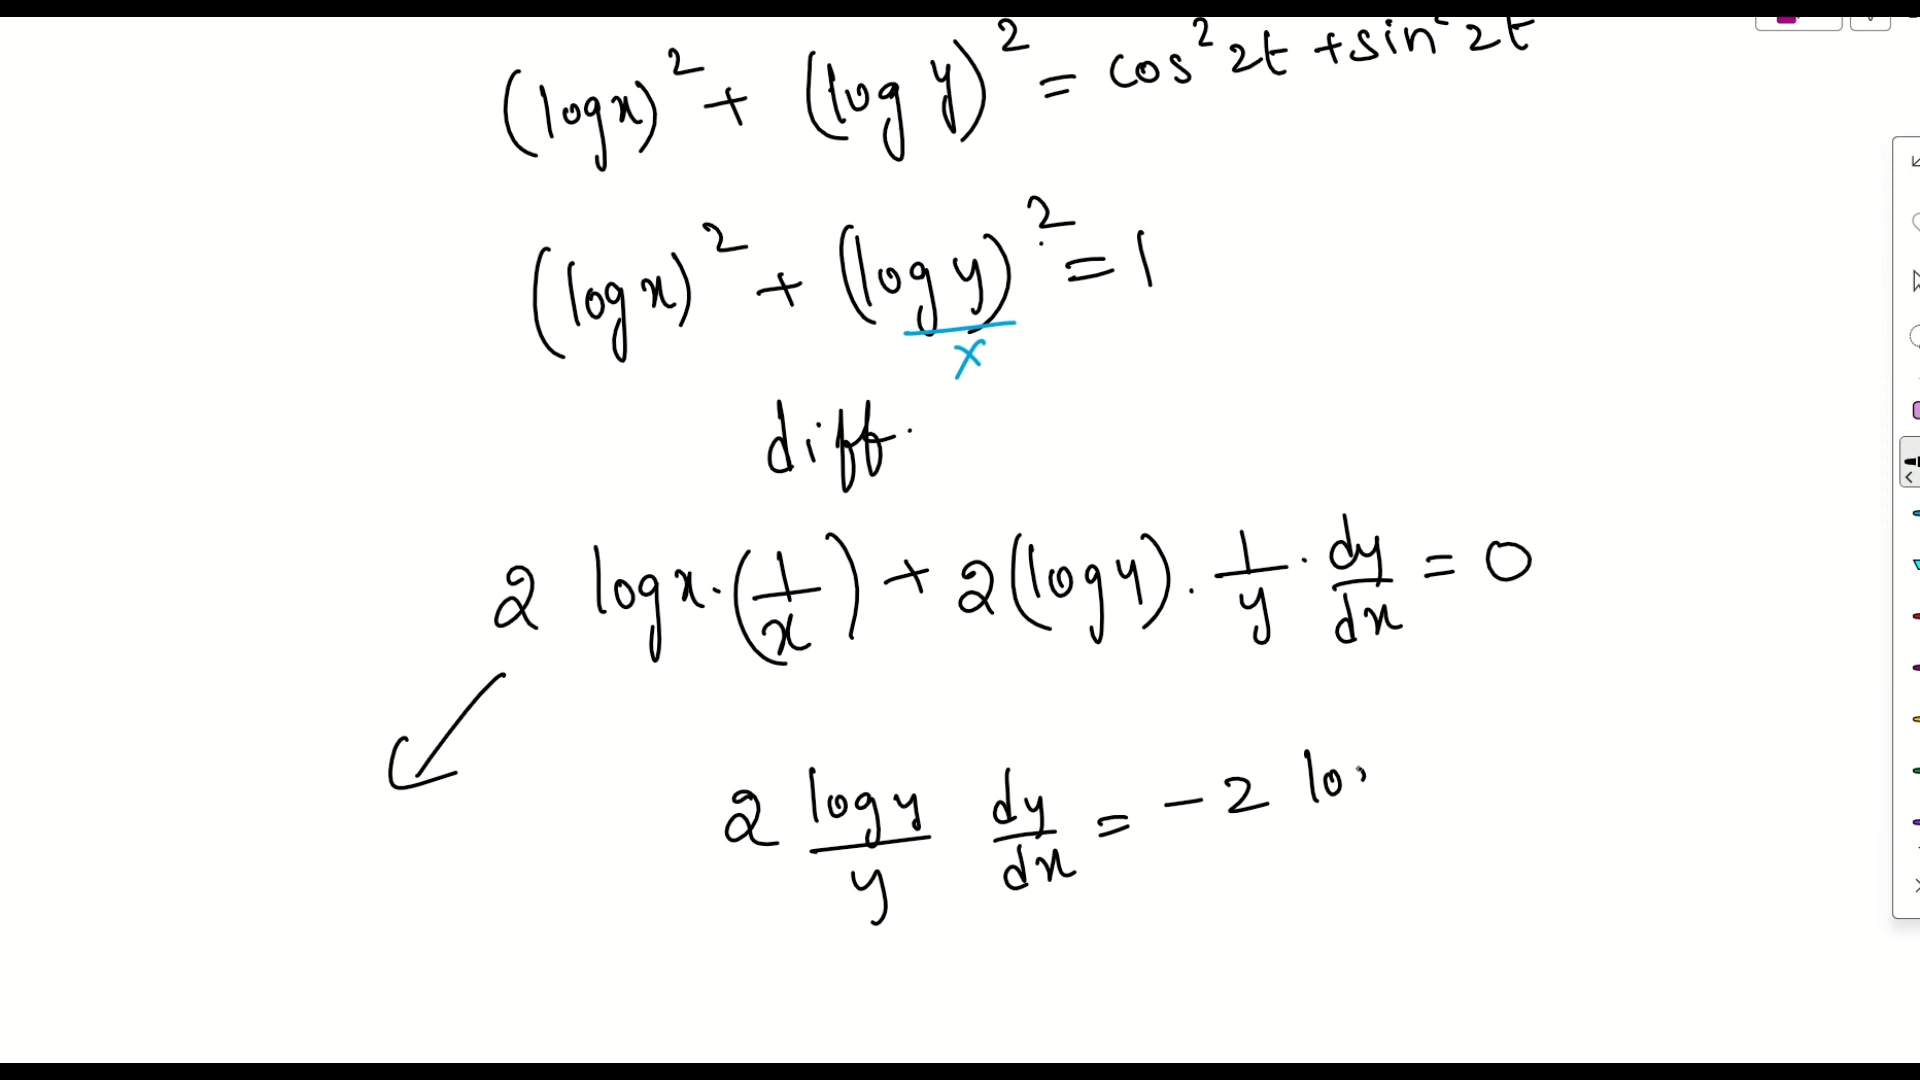 (log x)² + (log y)² = cos² 2t + sin² 2t
(log x)² + (log y)² = 1
x
diff.
2 log x · (1/x) + 2 (log y) · 1/y · dy/dx = 0
2 log y / y dy/dx = - 2 lo